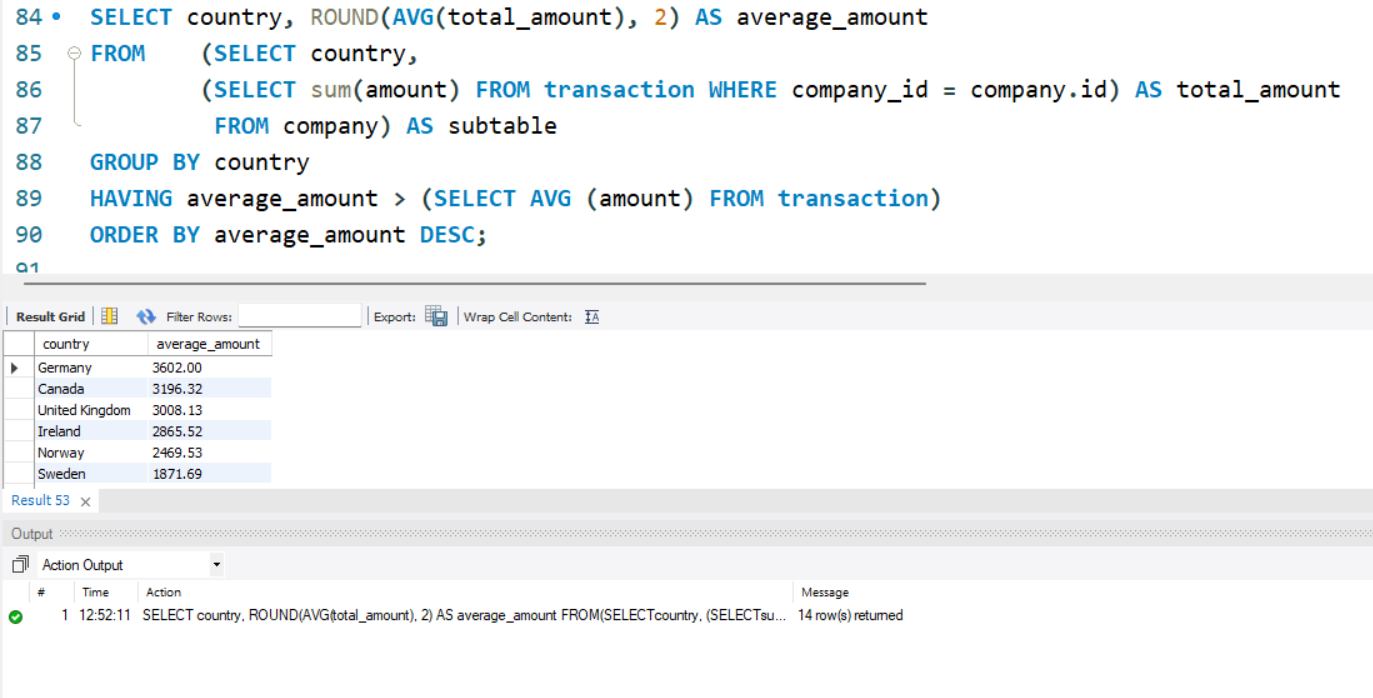 84 SELECT country, ROUND(AVG(total_amount), 2) AS average_amount
85 FROM (SELECT country,
86 (SELECT sum(amount) FROM transaction WHERE company_id = company.id) AS total_amount
87 FROM company) AS subtable
88 GROUP BY country
89 HAVING average_amount > (SELECT AVG (amount) FROM transaction)
90 ORDER BY average_amount DESC;
91
Result Grid Filter Rows: Export: Wrap Cell Content: IA
country average_amount
Germany 3602.00
Canada 3196.32
United Kingdom 3008.13
Ireland 2865.52
Norway 2469.53
Sweden 1871.69
Result 53
Output
Action Output
# Time Action Message
1 12:52:11 SELECT country, ROUND(AVG(total_amount), 2) AS average_amount FROM(SELECTcountry, (SELECTsu... 14 row(s) returned